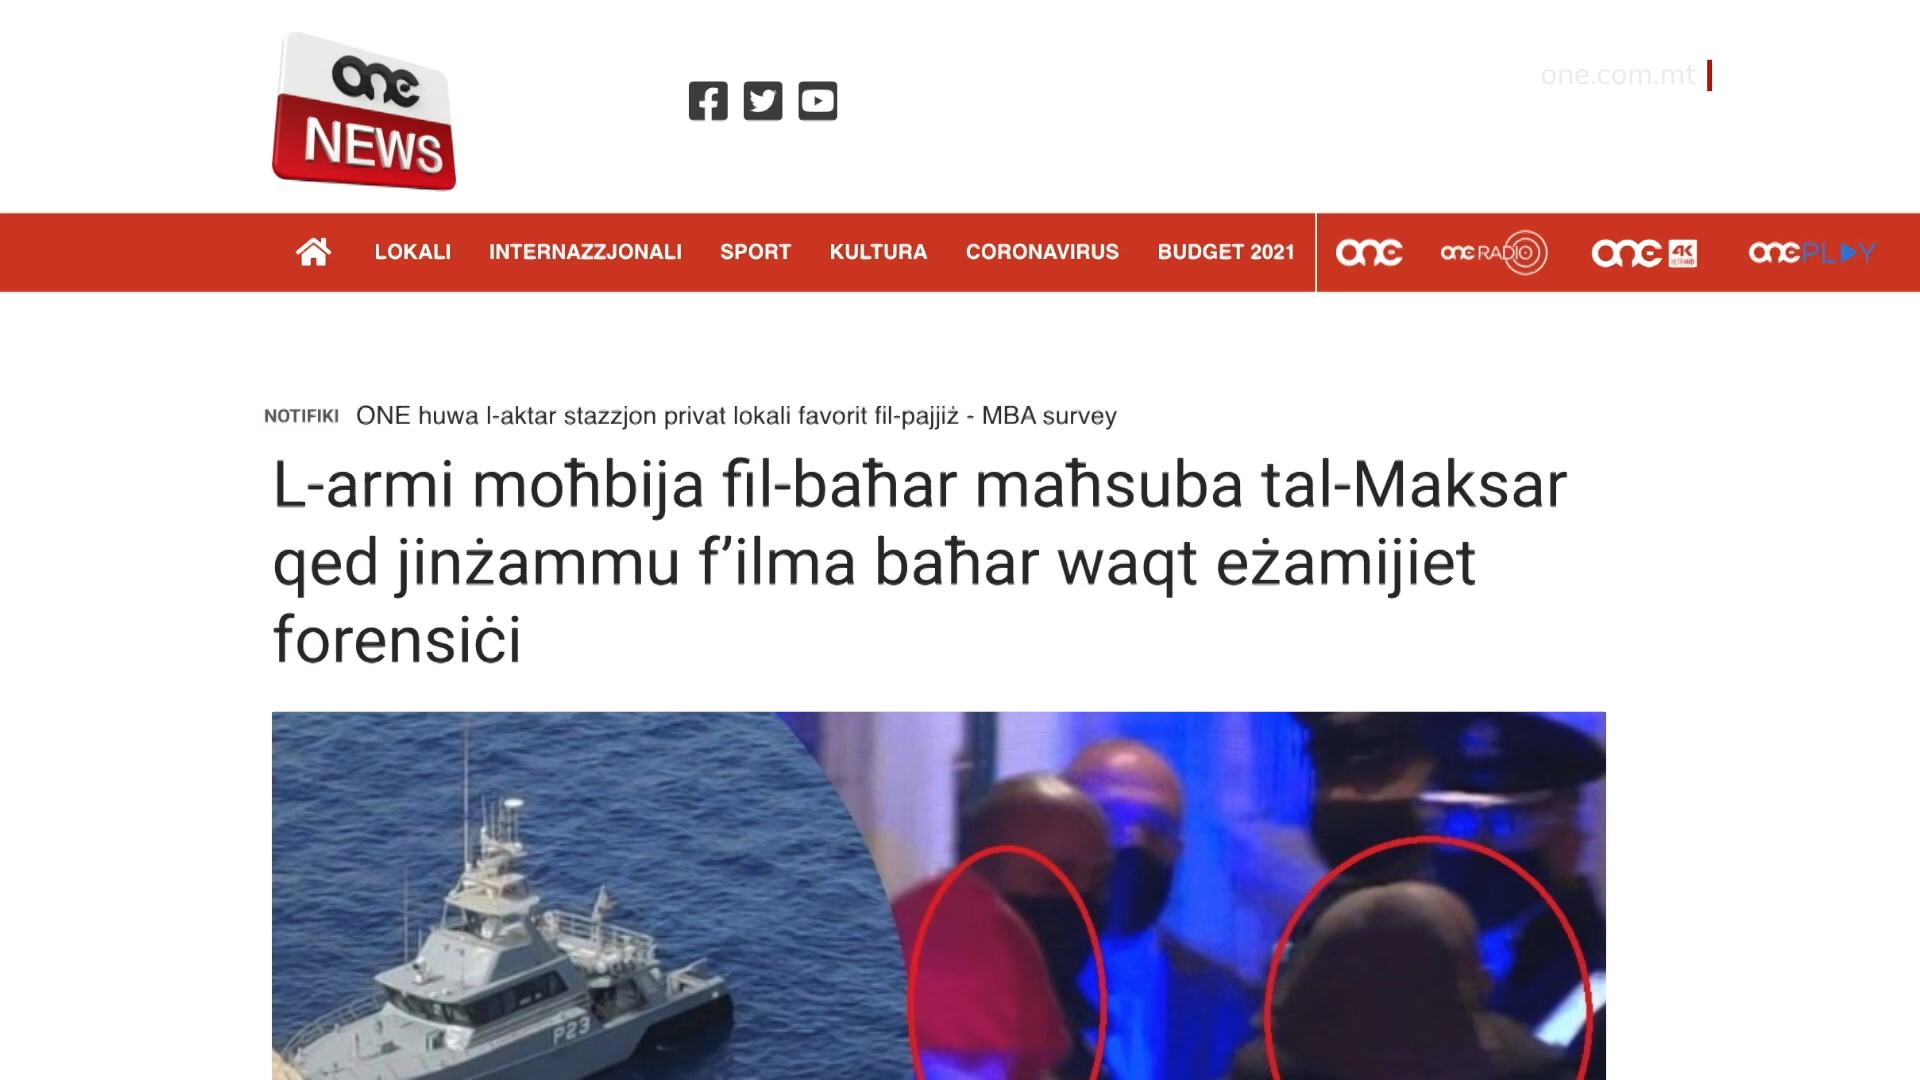 one
NEWS
one.com.mt
LOKALI INTERNAZZJONALI SPORT KULTURA CORONAVIRUS BUDGET 2021 one one RADIO one 4K ULTRAHD one PLAY
NOTIFIKI ONE huwa l-aktar stazzjon privat lokali favorit fil-pajjiż - MBA survey
L-armi moħbija fil-baħar maħsuba tal-Maksar
qed jinżammu f’ilma baħar waqt eżamijiet
forensiċi
P23